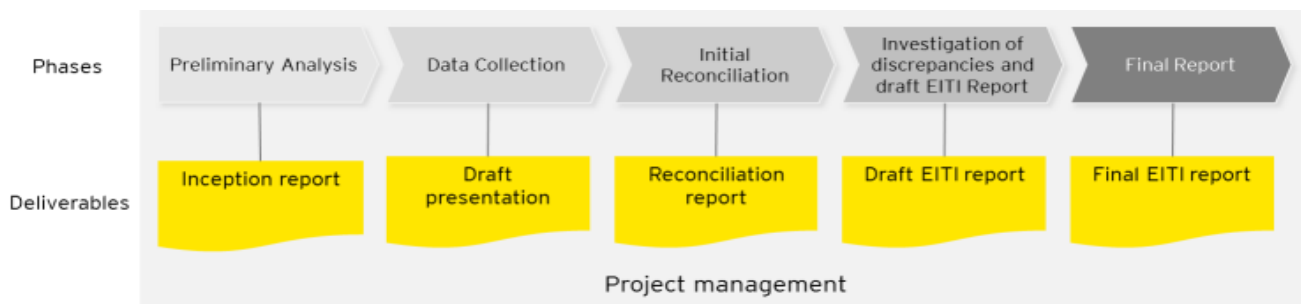 Phases
Preliminary Analysis
Data Collection
Initial
Reconciliation
Investigation of
discrepancies and
draft EITI Report
Final Report
Deliverables
Inception report
Draft
presentation
Reconciliation
report
Draft EITI report
Final EITI report
Project management